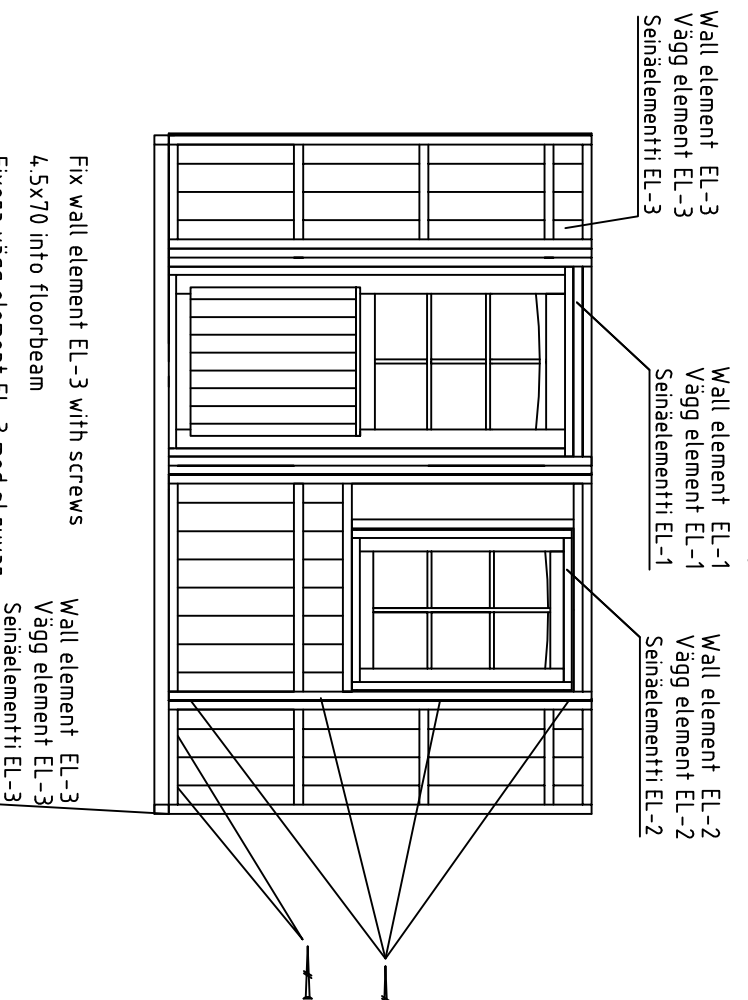 Wall element EL-3
Vägg element EL-3
Seinäelementti EL-3
Wall element EL-1
Vägg element EL-1
Seinäelementti EL-1
Wall element EL-2
Vägg element EL-2
Seinäelementti EL-2
Fix wall element EL-3 with screws
4.5x70 into floorbeam
Wall element EL-3
Vägg element EL-3
Seinäelementti EL-3